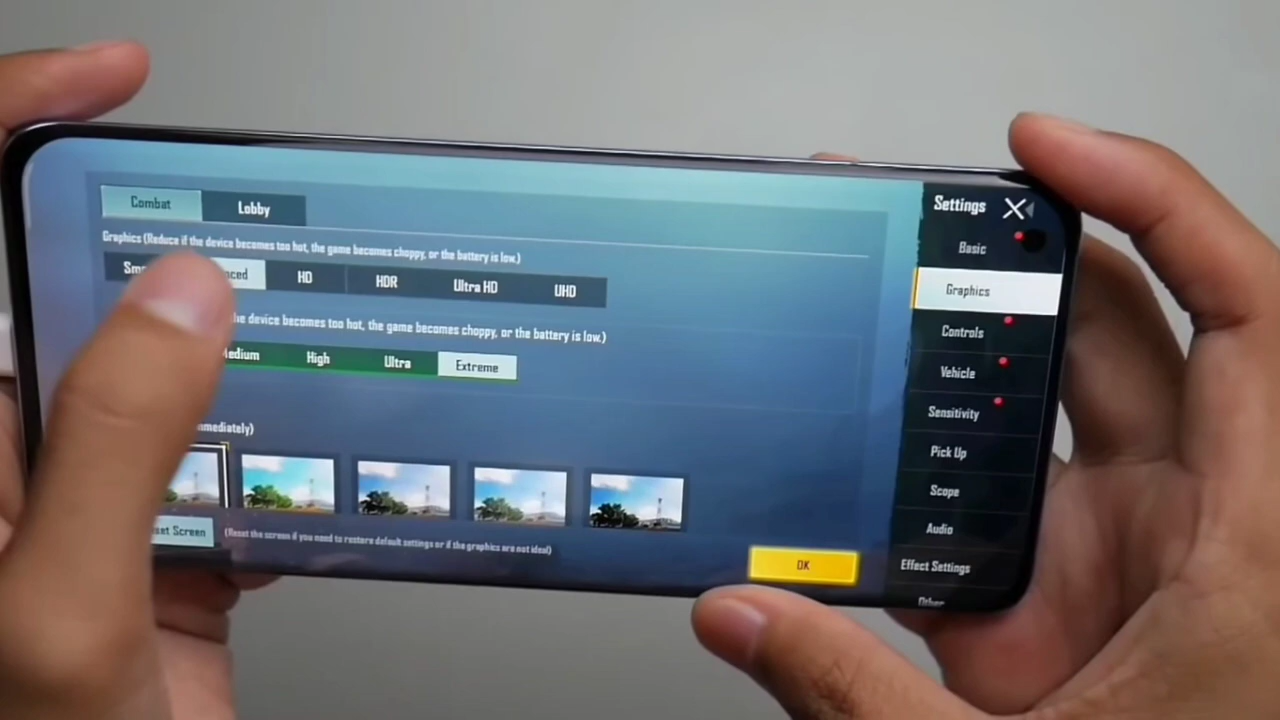 Combat Lobby
Graphics (Reduce if the device becomes too hot, the game becomes choppy, or the battery is low.)
HD HDR Ultra HD UHD
device becomes too hot, the game becomes choppy, or the battery is low.)
High Ultra Extreme
Screen (Reset the screen if you need to restore default settings or if the graphics are not ideal)
OK
Settings
Basic
Graphics
Controls
Vehicle
Sensitivity
Pick Up
Scope
Audio
Effect Settings
Other